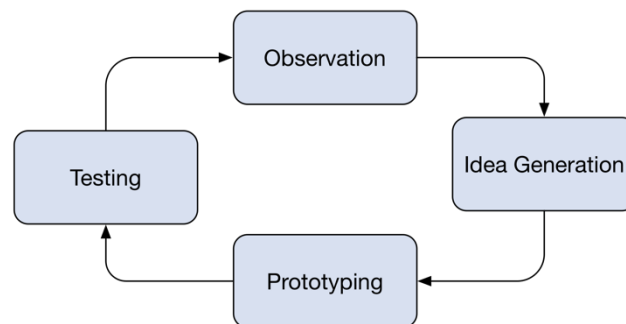 Observation
Idea Generation
Testing
Prototyping